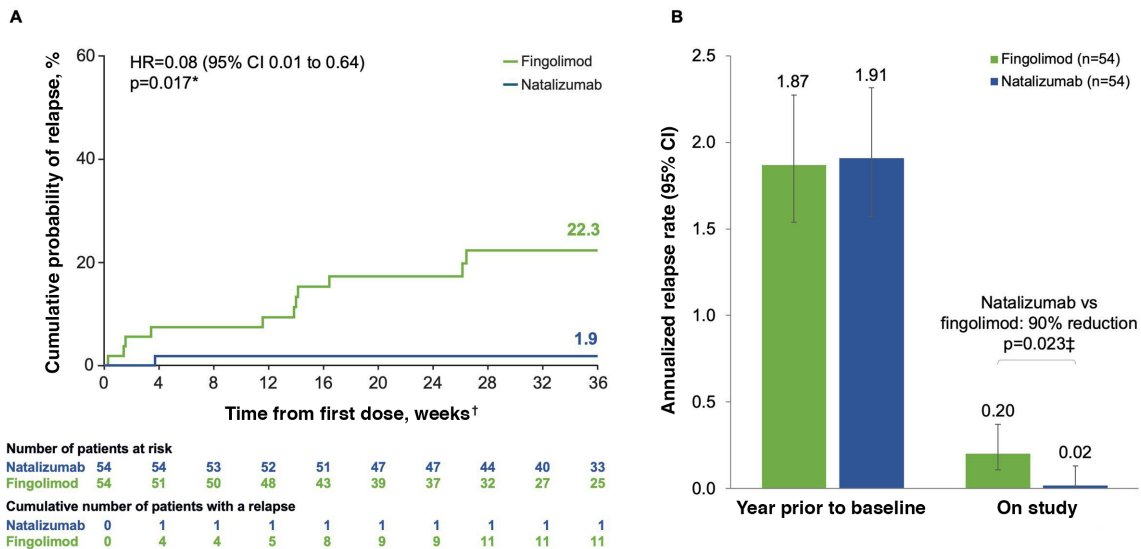 A
Cumulative probability of relapse, %
60
40
20
0
HR=0.08 (95% CI 0.01 to 0.64)
p=0.017*
Fingolimod
Natalizumab
22.3
1.9
0 4 8 12 16 20 24 28 32 36
Time from first dose, weeks†
Number of patients at risk
Natalizumab 54 54 53 52 51 47 47 44 40 33
Fingolimod 54 51 50 48 43 39 37 32 27 25
Cumulative number of patients with a relapse
Natalizumab 0 1 1 1 1 1 1 1 1 1
Fingolimod 0 4 4 5 8 9 9 11 11 11
B
Annualized relapse rate (95% CI)
2.5
2.0
1.5
1.0
0.5
0.0
Fingolimod (n=54)
Natalizumab (n=54)
1.87
1.91
Natalizumab vs
fingolimod: 90% reduction
p=0.023‡
0.20
0.02
Year prior to baseline
On study